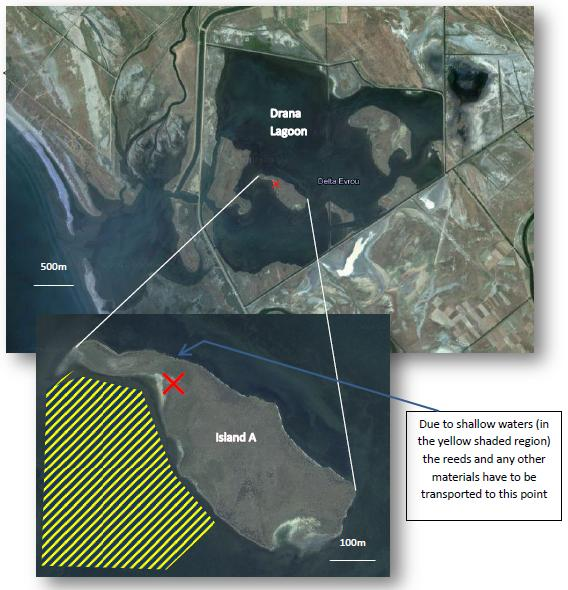 Drana
Lagoon
Delta Evrou
500m
Island A
100m
Due to shallow waters (in
the yellow shaded region)
the reeds and any other
materials have to be
transported to this point